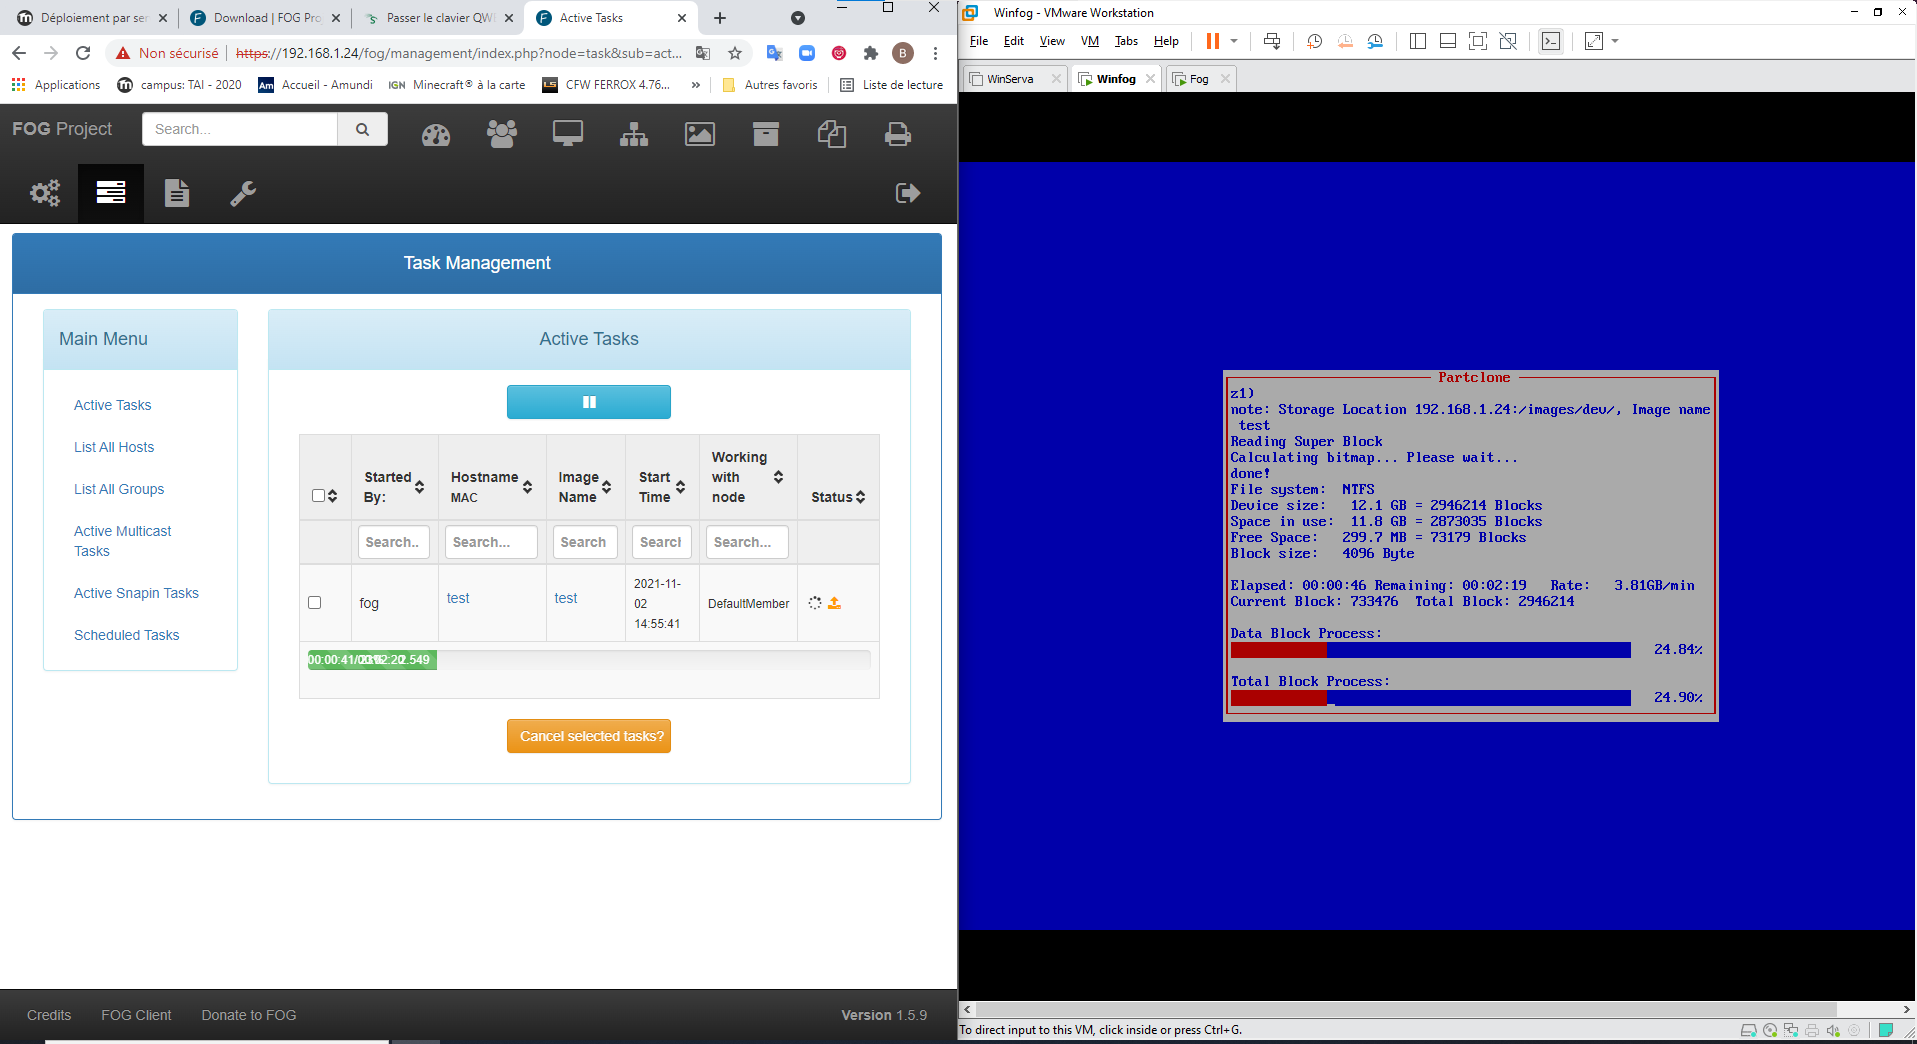 Déploiement par ser
Download | FOG Pro
Passer le clavier QW
Active Tasks
Non sécurisé
https://192.168.1.24/fog/management/index.php?node=task&sub=act...
B
Applications
campus: TAI - 2020
Am
Accueil - Amundi
IGN
Minecraft® à la carte
LS
CFW FERROX 4.76...
»
Autres favoris
Liste de lecture
FOG Project
Search...
Task Management
Main Menu
Active Tasks
List All Hosts
List All Groups
Active Multicast
Tasks
Active Snapin Tasks
Scheduled Tasks
Active Tasks
Started
By:
Hostname
MAC
Image
Name
Start
Time
Working
with
node
Status
Search..
Search...
Search
Search
Search...
fog
test
test
2021-11-
02
14:55:41
DefaultMember
00:00:41/00:02:20
2.549
Cancel selected tasks?
Credits
FOG Client
Donate to FOG
Version 1.5.9
Winfog - VMware Workstation
File
Edit
View
VM
Tabs
Help
WinServa
Winfog
Fog
Partclone
z1)
note: Storage Location 192.168.1.24:/images/dev/, Image name
test
Reading Super Block
Calculating bitmap... Please wait...
done!
File system: NTFS
Device size: 12.1 GB = 2946214 Blocks
Space in use: 11.8 GB = 2873035 Blocks
Free Space: 299.7 MB = 73179 Blocks
Block size: 4096 Byte
Elapsed: 00:00:46 Remaining: 00:02:19 Rate: 3.81GB/min
Current Block: 733476 Total Block: 2946214
Data Block Process:
24.84%
Total Block Process:
24.90%
To direct input to this VM, click inside or press Ctrl+G.